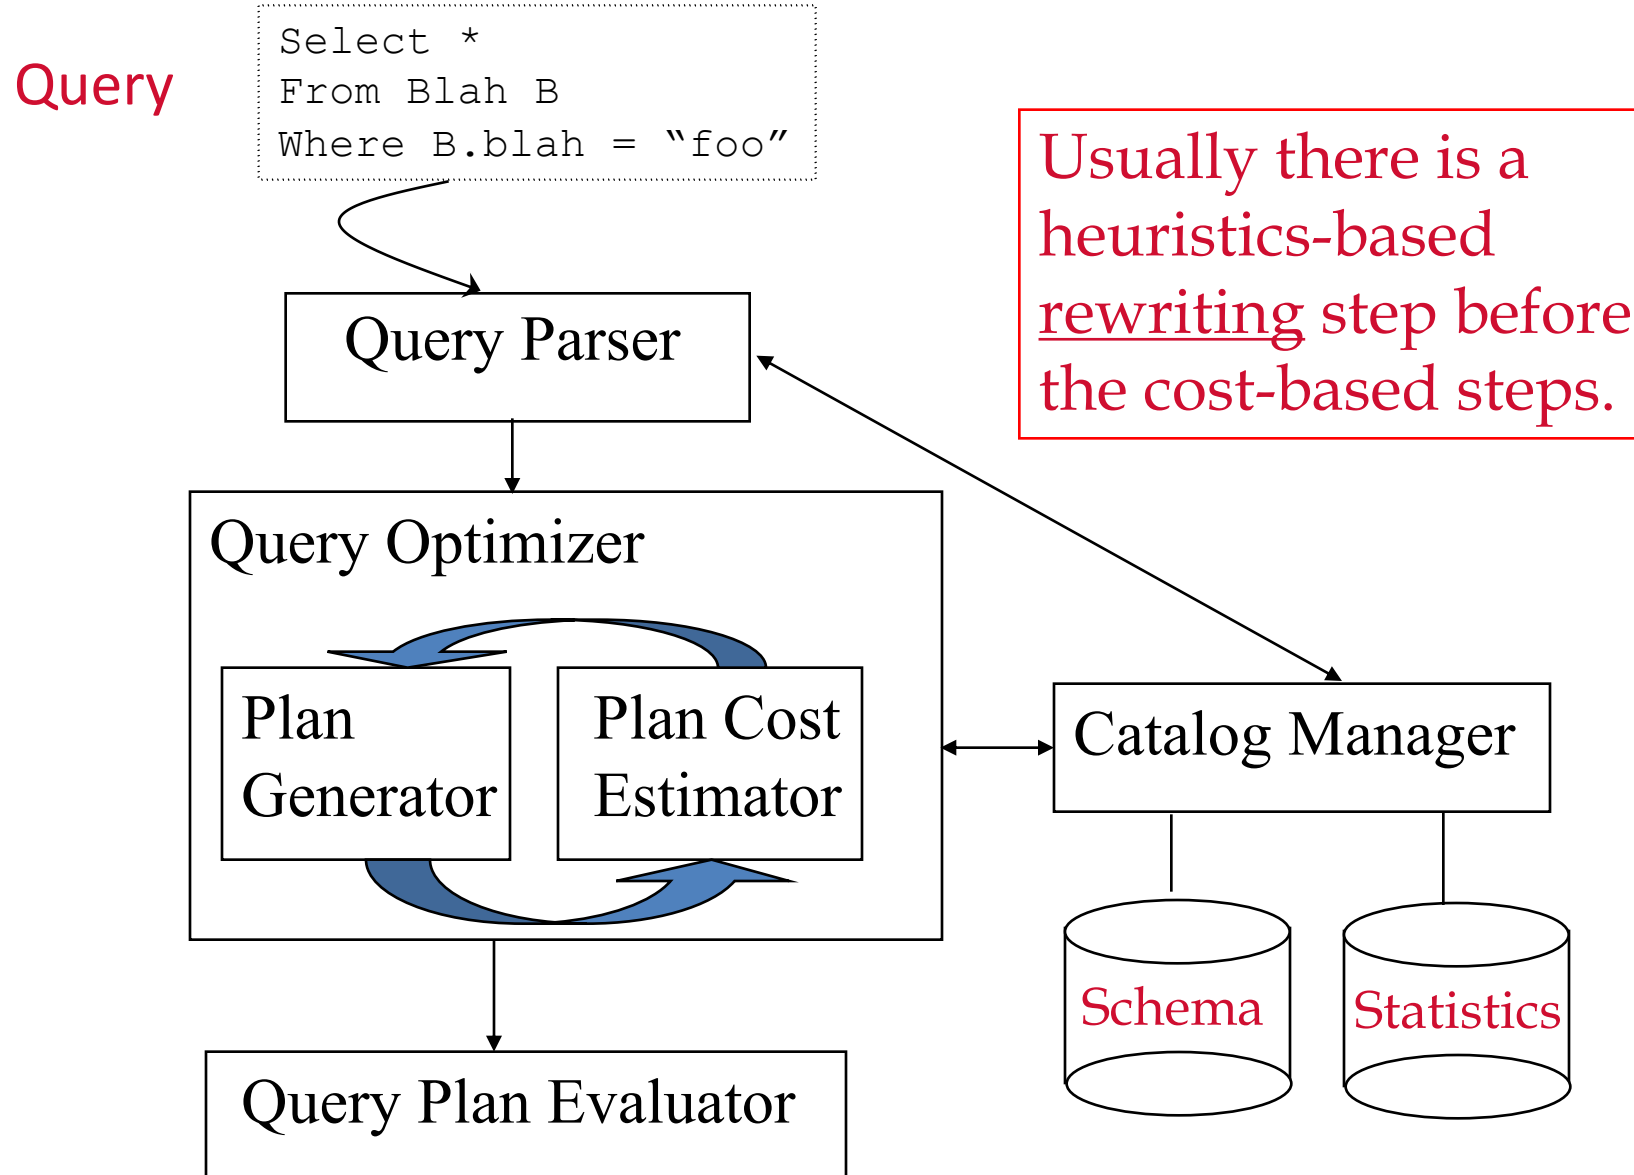 Query
Select *
From Blah B
Where B.blah = “foo”
Usually there is a
heuristics-based
rewriting step before
the cost-based steps.
Query Parser
Query Optimizer
Plan
Generator
Plan Cost
Estimator
Catalog Manager
Schema
Statistics
Query Plan Evaluator